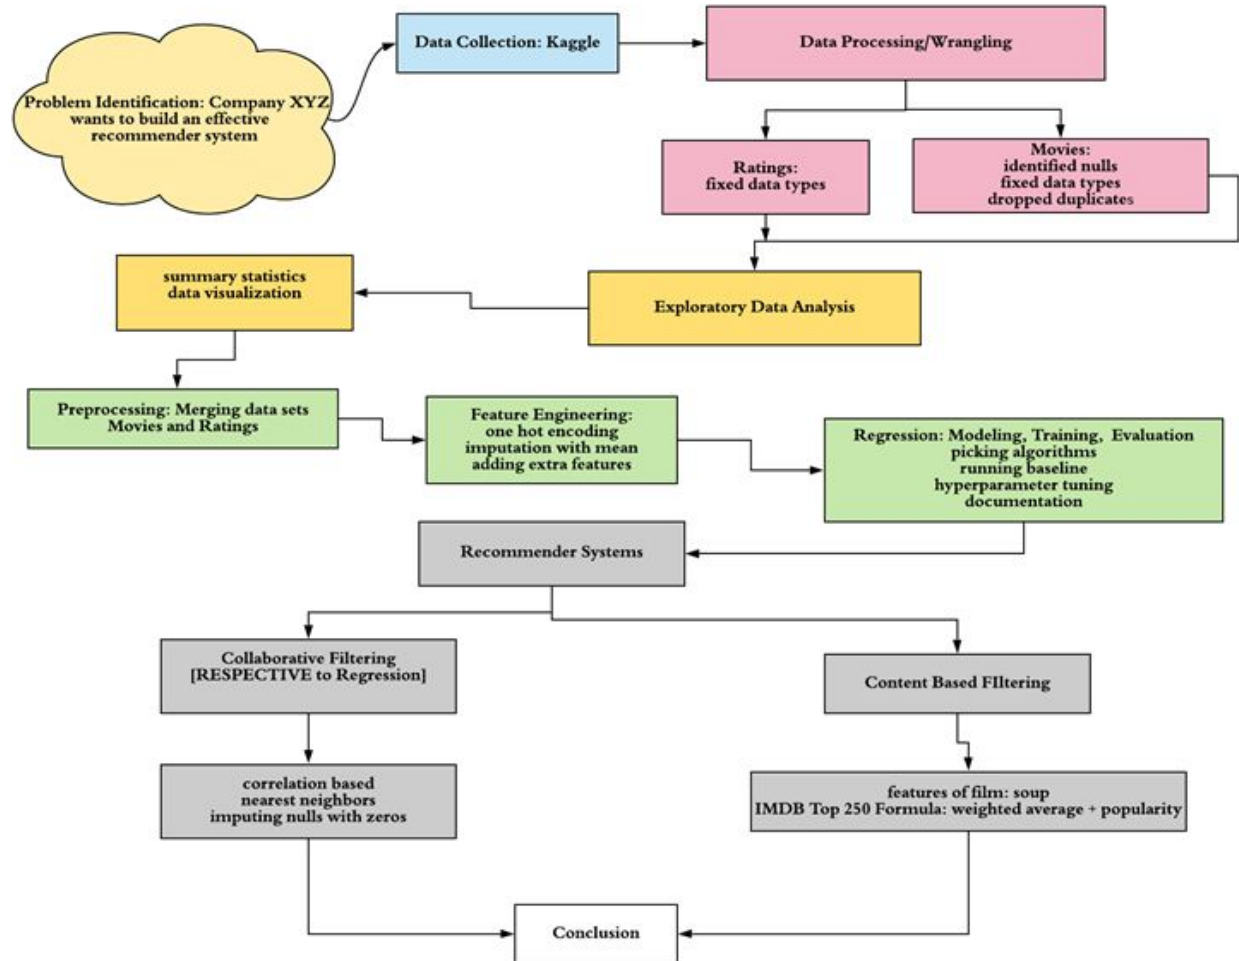 Problem Identification: Company XYZ
wants to build an effective
recommender system
Data Collection: Kaggle
Data Processing/Wrangling
Ratings:
fixed data types
Movies:
identified nulls
fixed data types
dropped duplicates
Exploratory Data Analysis
summary statistics
data visualization
Preprocessing: Merging data sets
Movies and Ratings
Feature Engineering:
one hot encoding
imputation with mean
adding extra features
Regression: Modeling, Training, Evaluation
picking algorithms
running baseline
hyperparameter tuning
documentation
Recommender Systems
Collaborative Filtering
[RESPECTIVE to Regression]
Content Based FIltering
correlation based
nearest neighbors
imputing nulls with zeros
features of film: soup
IMDB Top 250 Formula: weighted average + popularity
Conclusion